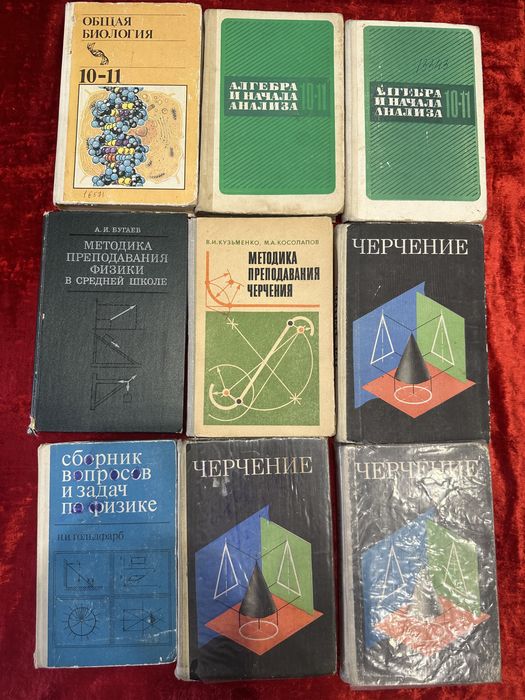 ОБЩАЯ
БИОЛОГИЯ
10-11
АЛГЕБРА
И НАЧАЛА
АНАЛИЗА
10-11
АЛГЕБРА
И НАЧАЛА
АНАЛИЗА
10-11
А. И. БУГАЕВ
МЕТОДИКА
ПРЕПОДАВАНИЯ
ФИЗИКИ
В СРЕДНЕЙ ШКОЛЕ
В.И.КУЗЬМЕНКО, М.А.КОСОЛАПОВ
МЕТОДИКА
ПРЕПОДАВАНИЯ
ЧЕРЧЕНИЯ
ЧЕРЧЕНИЕ
сборник
вопросов
и задач
по физике
Н.И.Гольдфарб
ЧЕРЧЕНИЕ
ЧЕРЧЕНИЕ